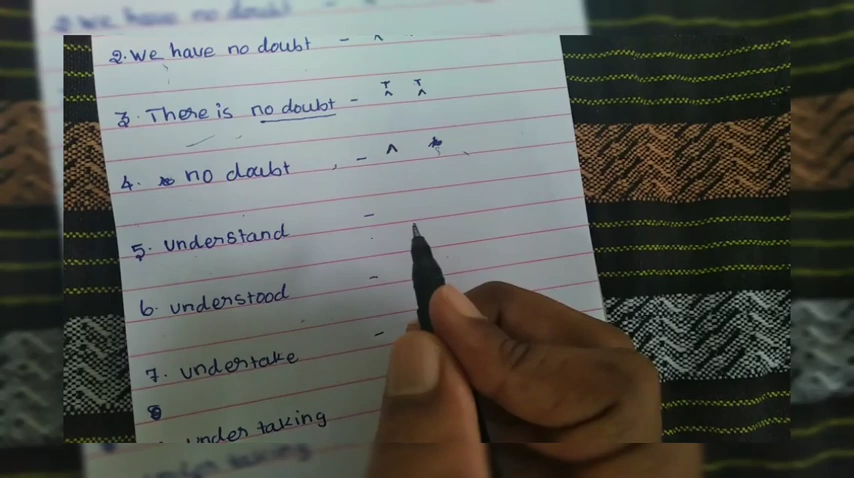 2. We have no doubt - ^
3. There is no doubt -
4. no doubt - ^
5. understand -
6. understood -
7. undertake -
8
under taking